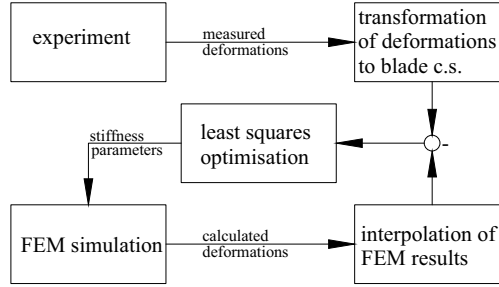 experiment
measured
deformations
transformation
of deformations
to blade c.s.
least squares
optimisation
stiffness
parameters
-
FEM simulation
calculated
deformations
interpolation of
FEM results